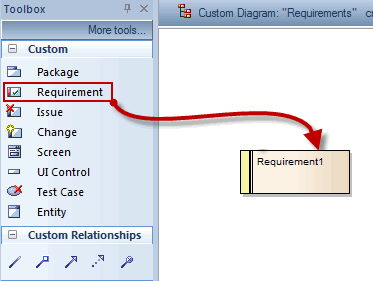 Toolbox
More tools...
Custom
Package
Requirement
Issue
Change
Screen
UI Control
Test Case
Entity
Custom Relationships
Custom Diagram: "Requirements"
Requirement1